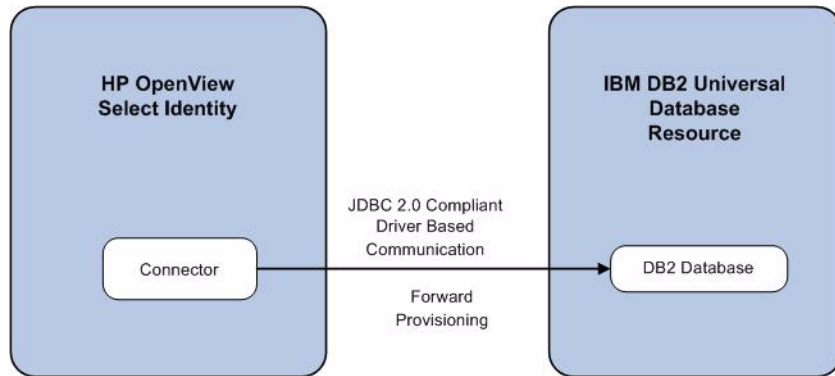 HP OpenView
Select Identity
IBM DB2 Universal
Database
Resource
JDBC 2.0 Compliant
Driver Based
Communication
Connector
DB2 Database
Forward
Provisioning